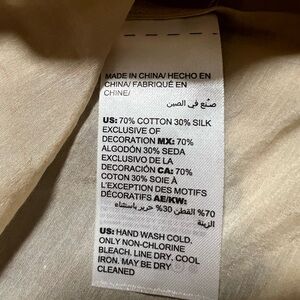 MADE IN CHINA/ HECHO EN
CHINA/ FABRIQUÉ EN
CHINE/
صنع في الصين
US: 70% COTTON 30% SILK
EXCLUSIVE OF
DECORATION MX: 70%
ALGODON 30% SEDA
EXCLUSIVO DE LA
DECORACIÓN CA: 70%
COTON 30% SOIE À
L'EXCEPTION DES MOTIFS
DÉCORATIFS AE/KW:
70% القطن 30% حرير باستثناء
الزينة
US: HAND WASH COLD.
ONLY NON-CHLORINE
BLEACH. LINE DRY. COOL
IRON. MAY BE DRY
CLEANED